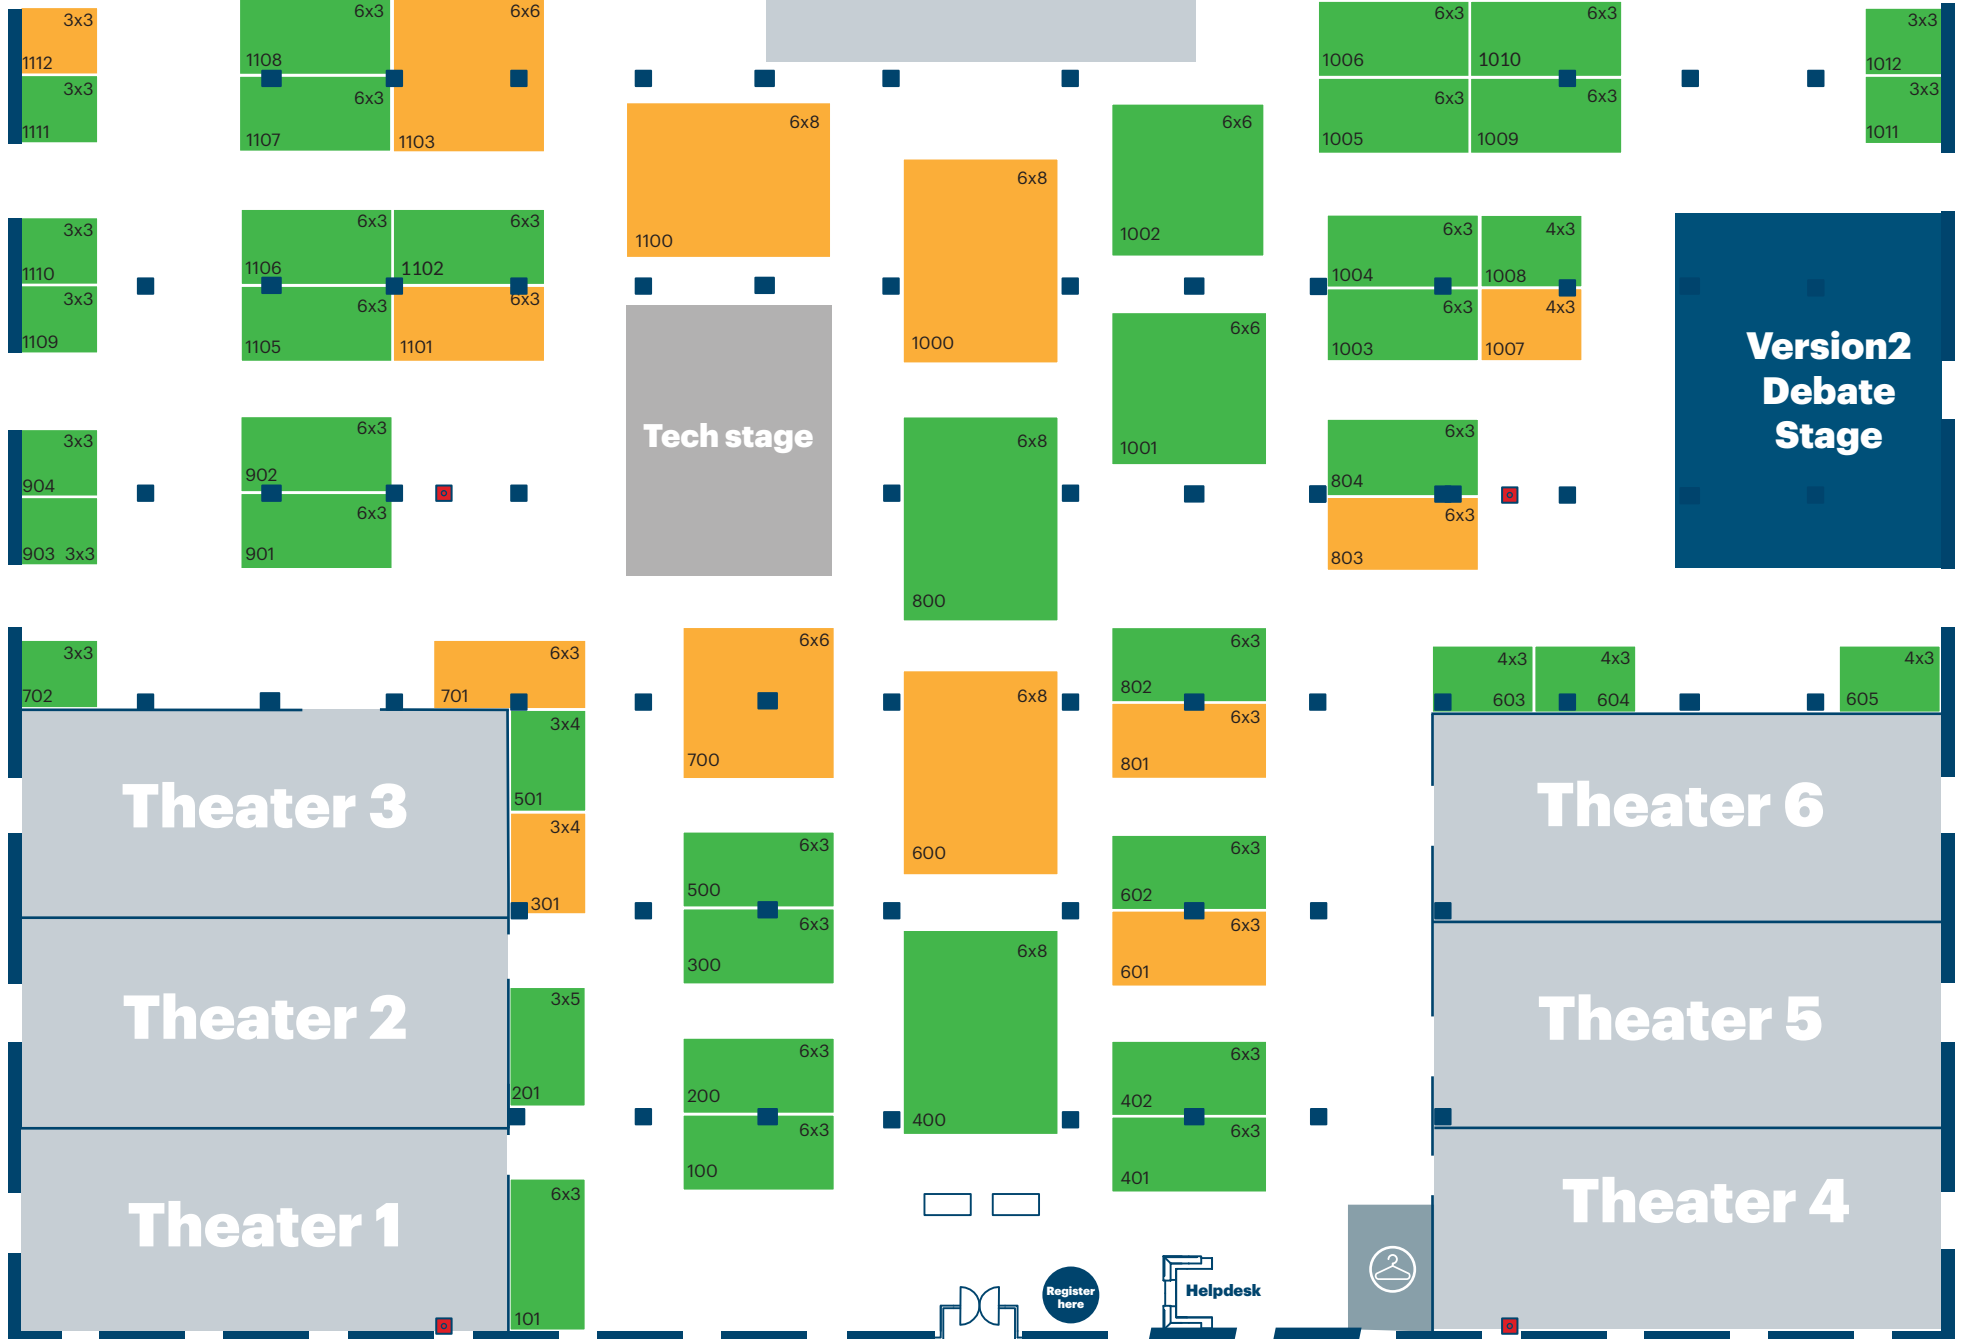 3x3
1112
3x3
1111
6x3
1108
6x3
1107
6x6
1103
6x8
1100
6x8
1000
6x6
1002
6x3
1006
6x3
1010
6x3
1005
6x3
1009
3x3
1012
3x3
1011
3x3
1110
3x3
1109
6x3
1106
6x3
1102
6x3
1105
6x3
1101
Tech stage
6x6
1001
6x3
1004
4x3
1008
6x3
1003
4x3
1007
Version2
Debate
Stage
3x3
904
903 3x3
6x3
902
6x3
901
6x8
800
6x3
804
6x3
803
3x3
702
6x3
701
6x6
700
6x8
600
6x3
802
6x3
801
4x3
603
4x3
604
4x3
605
Theater 3
3x4
501
3x4
301
6x3
500
6x3
300
6x3
602
6x3
601
Theater 6
Theater 2
3x5
201
6x8
400
Theater 5
6x3
200
6x3
100
6x3
402
6x3
401
Theater 1
6x3
101
Theater 4
Register
here
Helpdesk